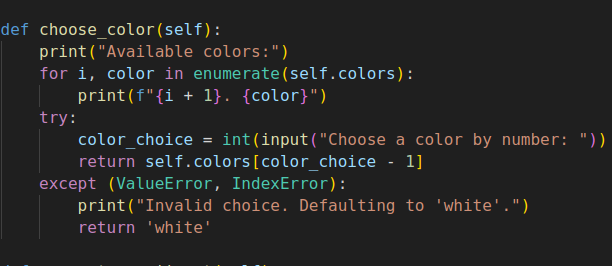 def choose_color(self):
    print("Available colors:")
    for i, color in enumerate(self.colors):
        print(f"{i + 1}. {color}")
    try:
        color_choice = int(input("Choose a color by number: "))
        return self.colors[color_choice - 1]
    except (ValueError, IndexError):
        print("Invalid choice. Defaulting to 'white'.")
        return 'white'